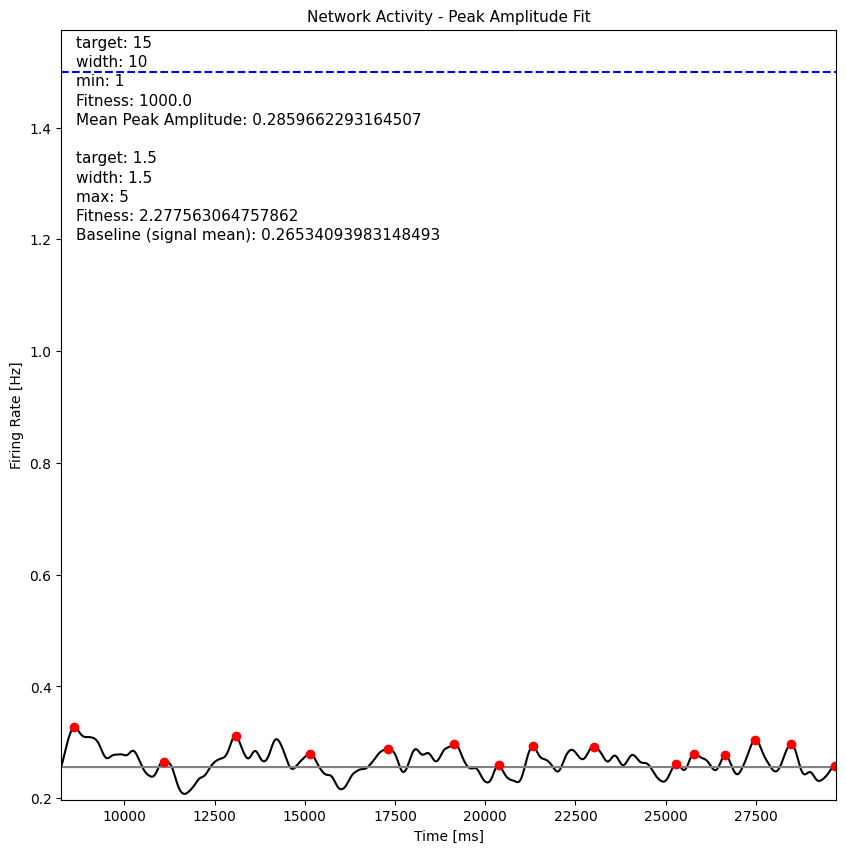 Network Activity - Peak Amplitude Fit
target: 15
width: 10
min: 1
Fitness: 1000.0
Mean Peak Amplitude: 0.2859662293164507
target: 1.5
width: 1.5
max: 5
Fitness: 2.277563064757862
Baseline (signal mean): 0.26534093983148493
Firing Rate [Hz]
1.4
1.2
1.0
0.8
0.6
0.4
0.2
10000 12500 15000 17500 20000 22500 25000 27500
Time [ms]